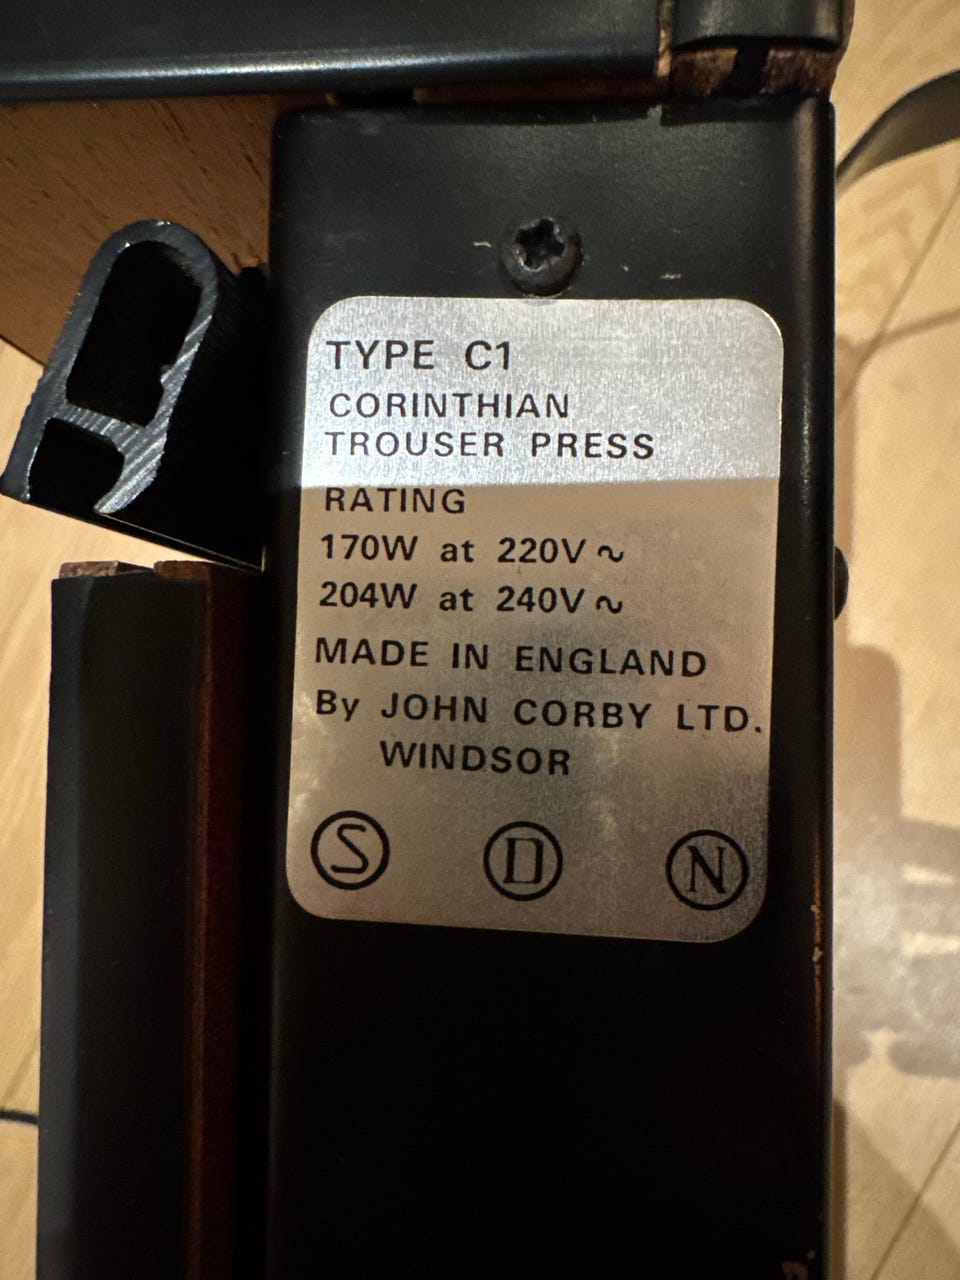 TYPE C1
CORINTHIAN
TROUSER PRESS
RATING
170W at 220V ~
204W at 240V ~
MADE IN ENGLAND
By JOHN CORBY LTD.
WINDSOR
S D N